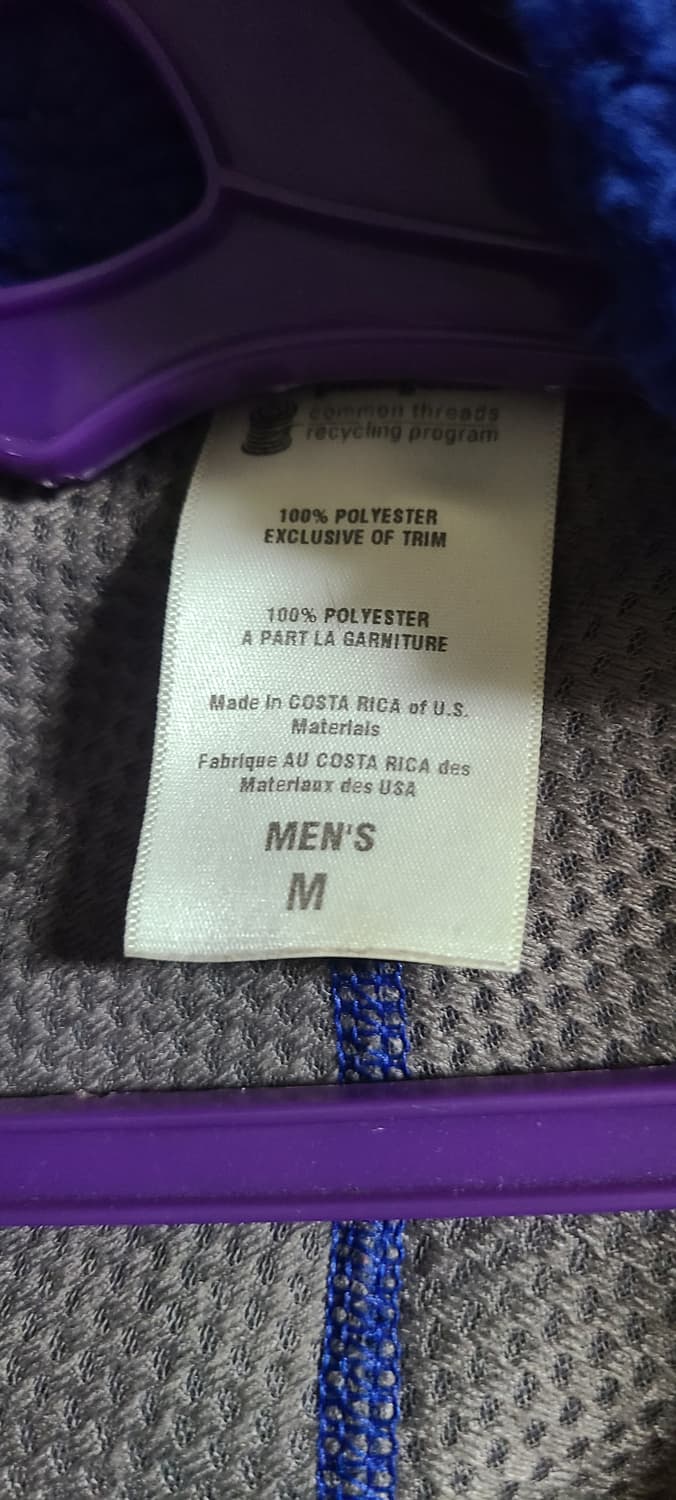 common threads
recycling program
100% POLYESTER
EXCLUSIVE OF TRIM
100% POLYESTER
A PART LA GARNITURE
Made in COSTA RICA of U.S.
Materials
Fabrique AU COSTA RICA des
Materiaux des USA
MEN'S
M